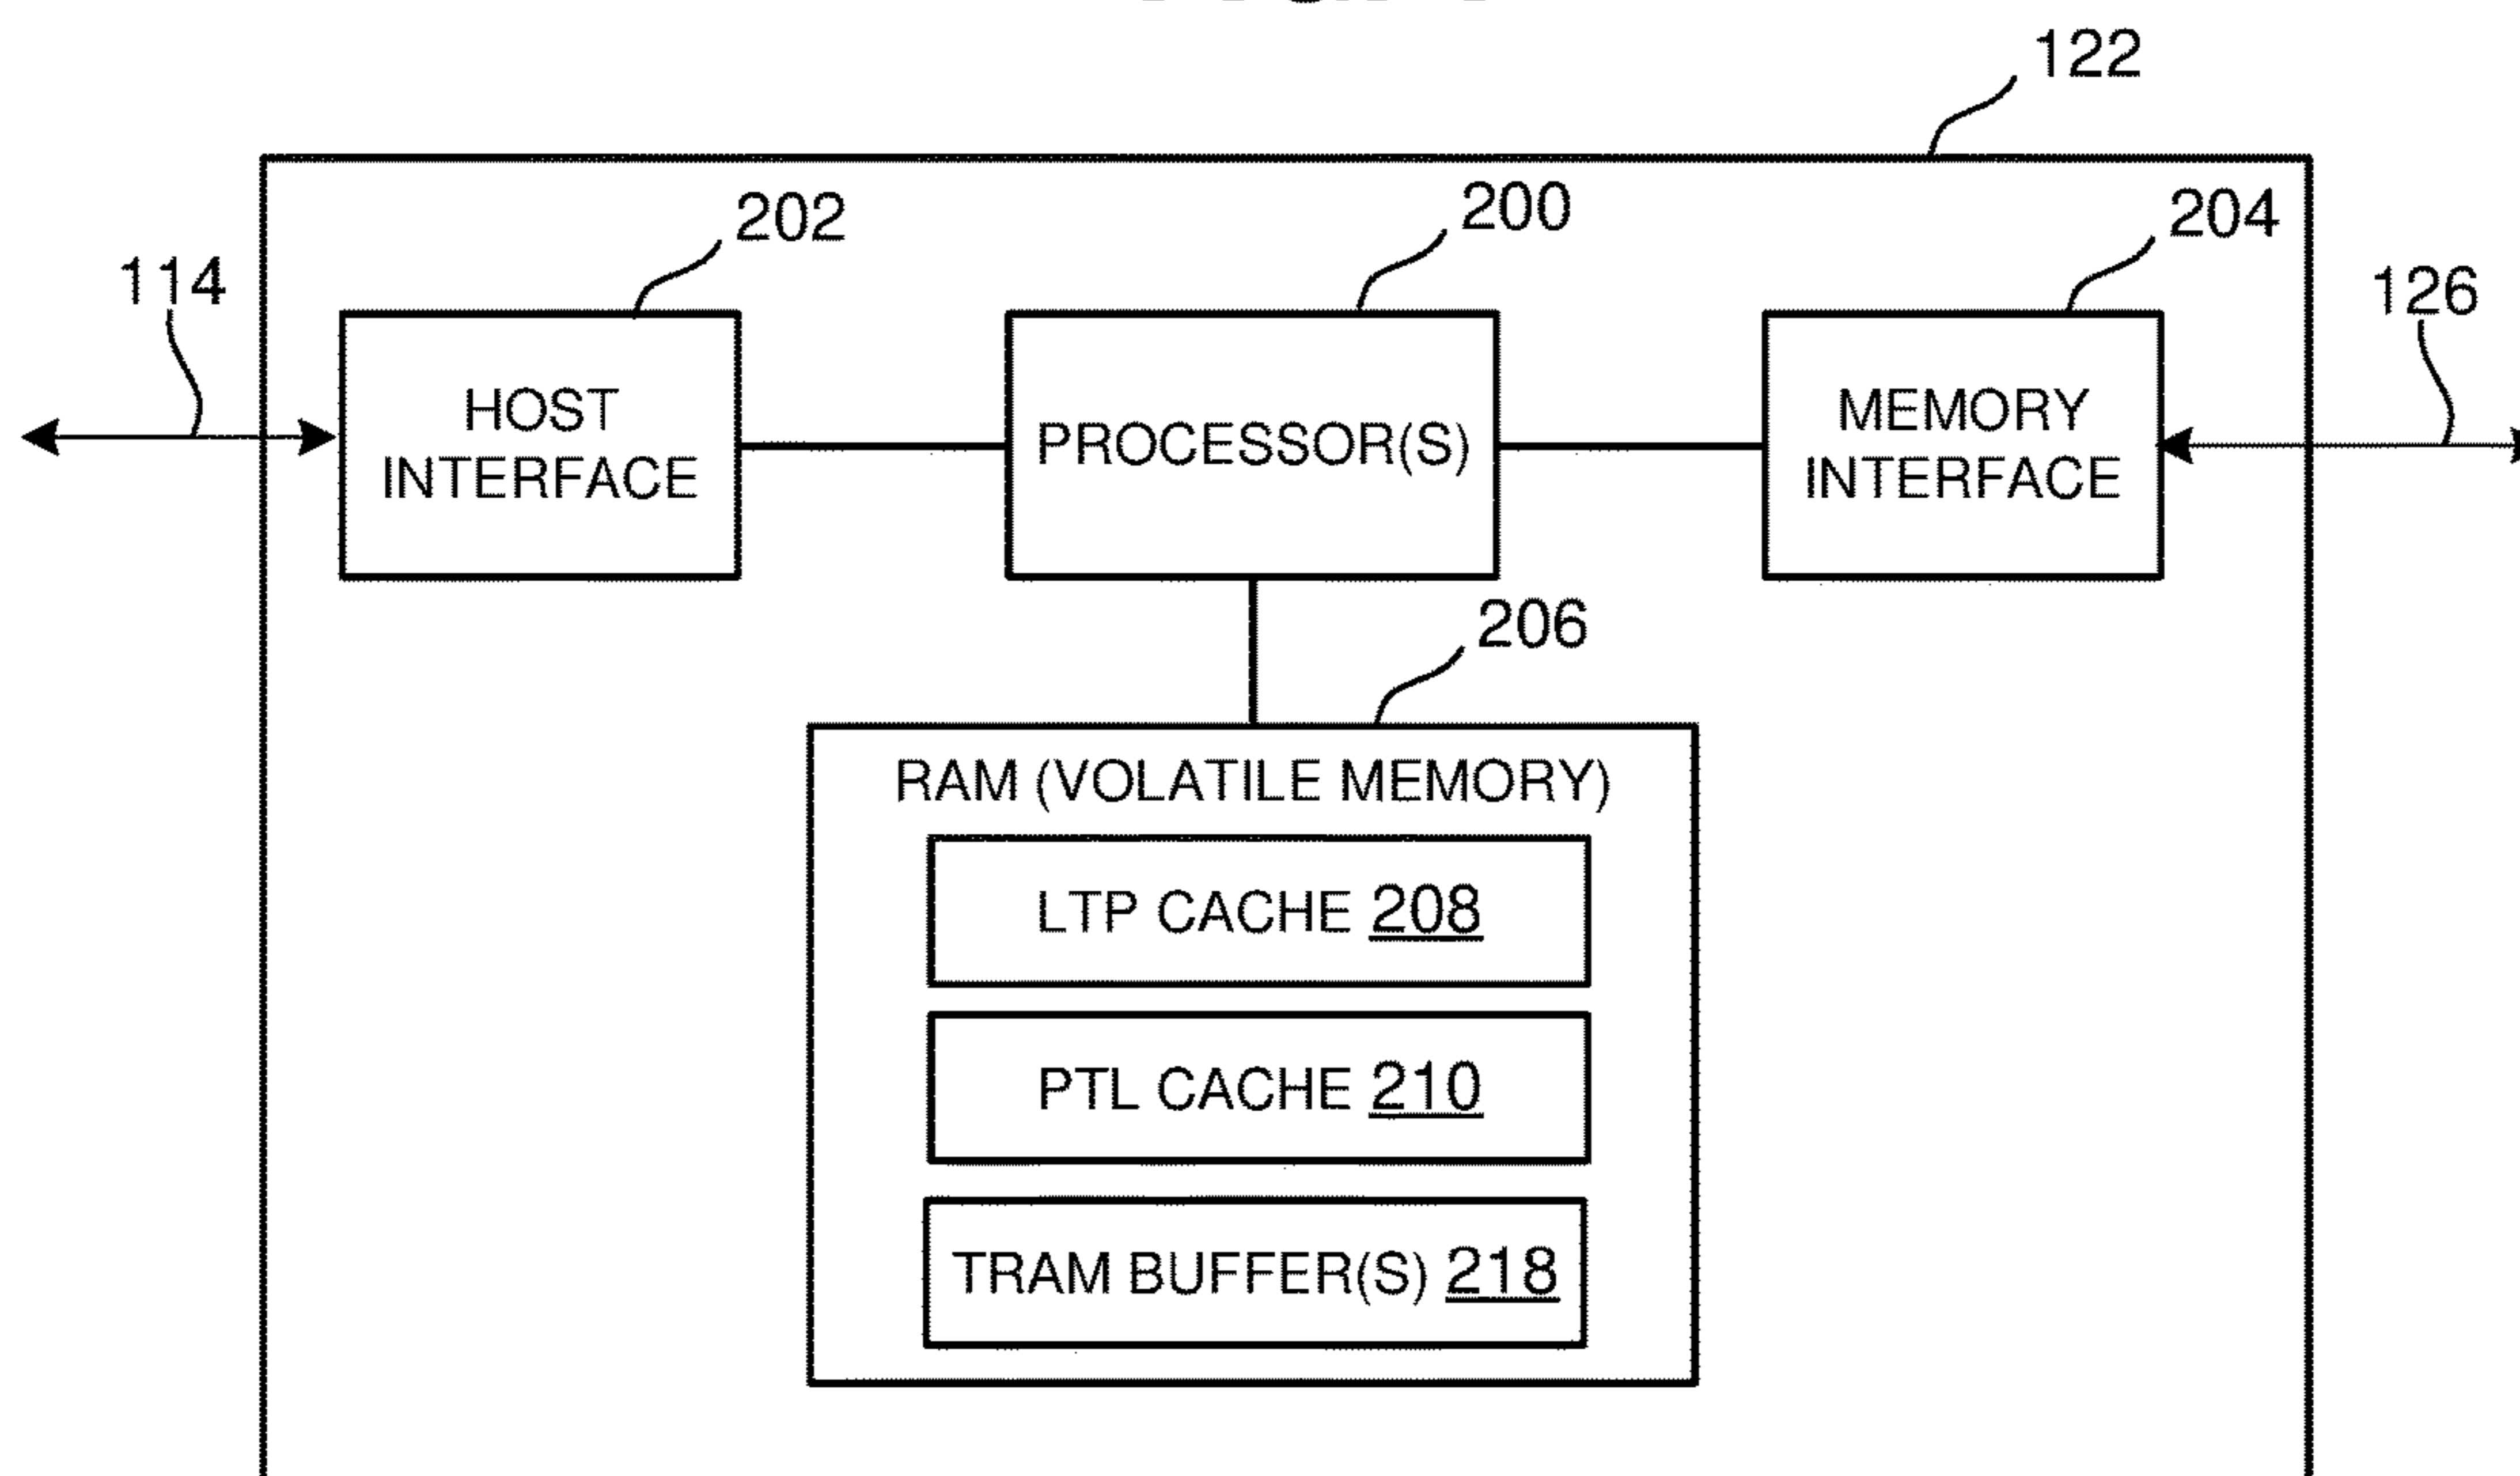 122
202
200
204
114
126
HOST
INTERFACE
PROCESSOR(S)
MEMORY
INTERFACE
206
RAM (VOLATILE MEMORY)
LTP CACHE 208
PTL CACHE 210
TRAM BUFFER(S) 218